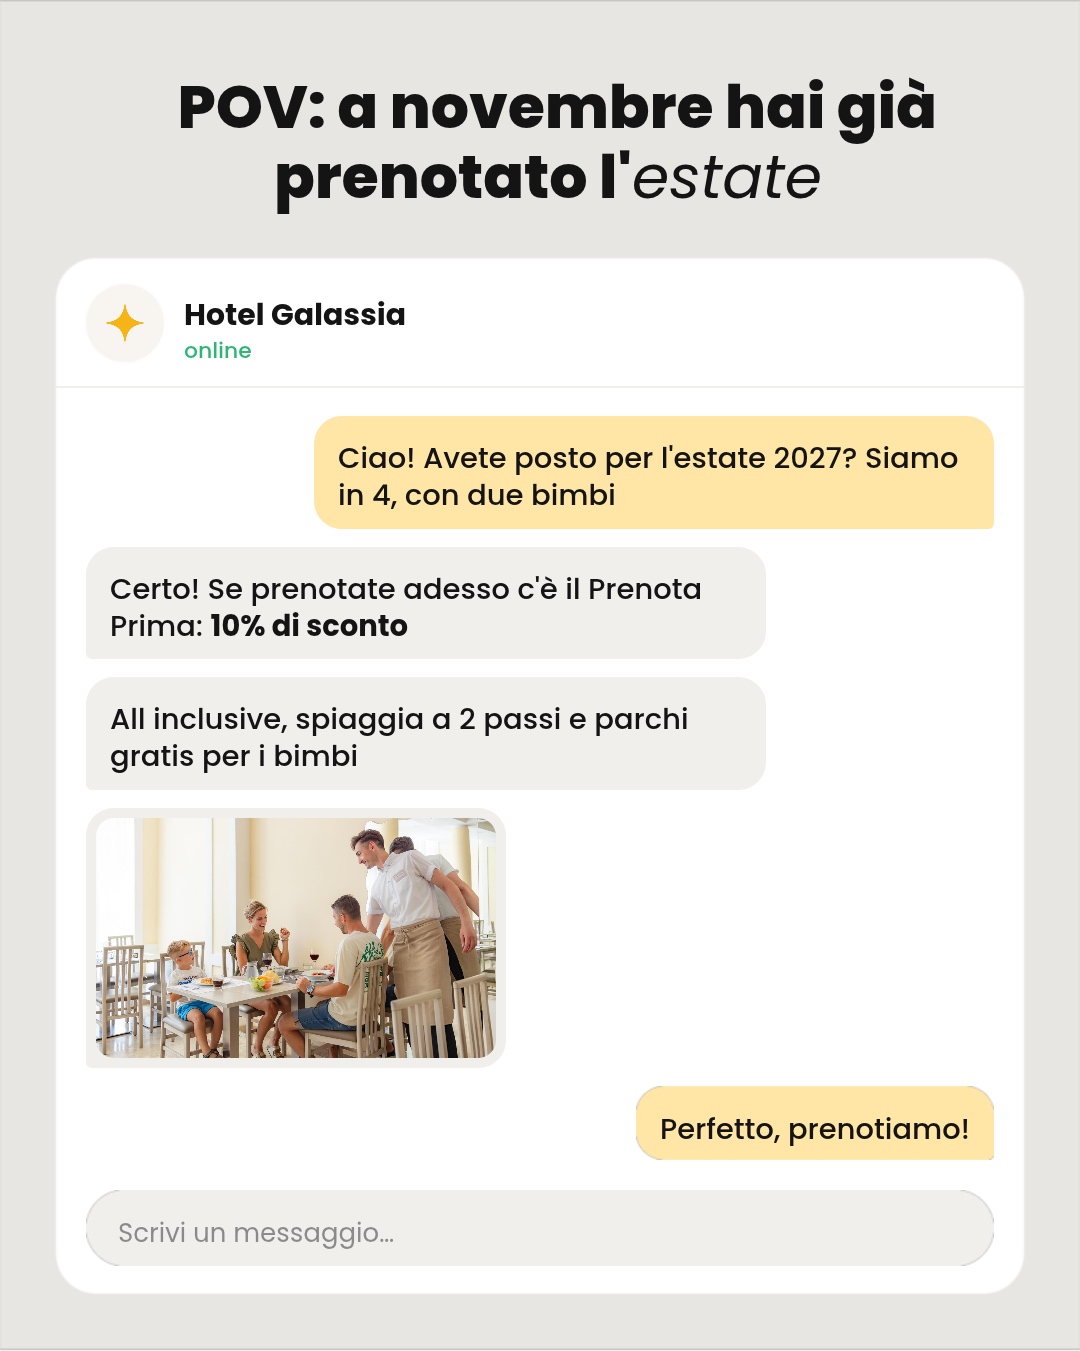 POV: a novembre hai già
prenotato l'estate
Hotel Galassia
online
Ciao! Avete posto per l'estate 2027? Siamo
in 4, con due bimbi
Certo! Se prenotate adesso c'è il Prenota
Prima: 10% di sconto
All inclusive, spiaggia a 2 passi e parchi
gratis per i bimbi
Perfetto, prenotiamo!
Scrivi un messaggio...